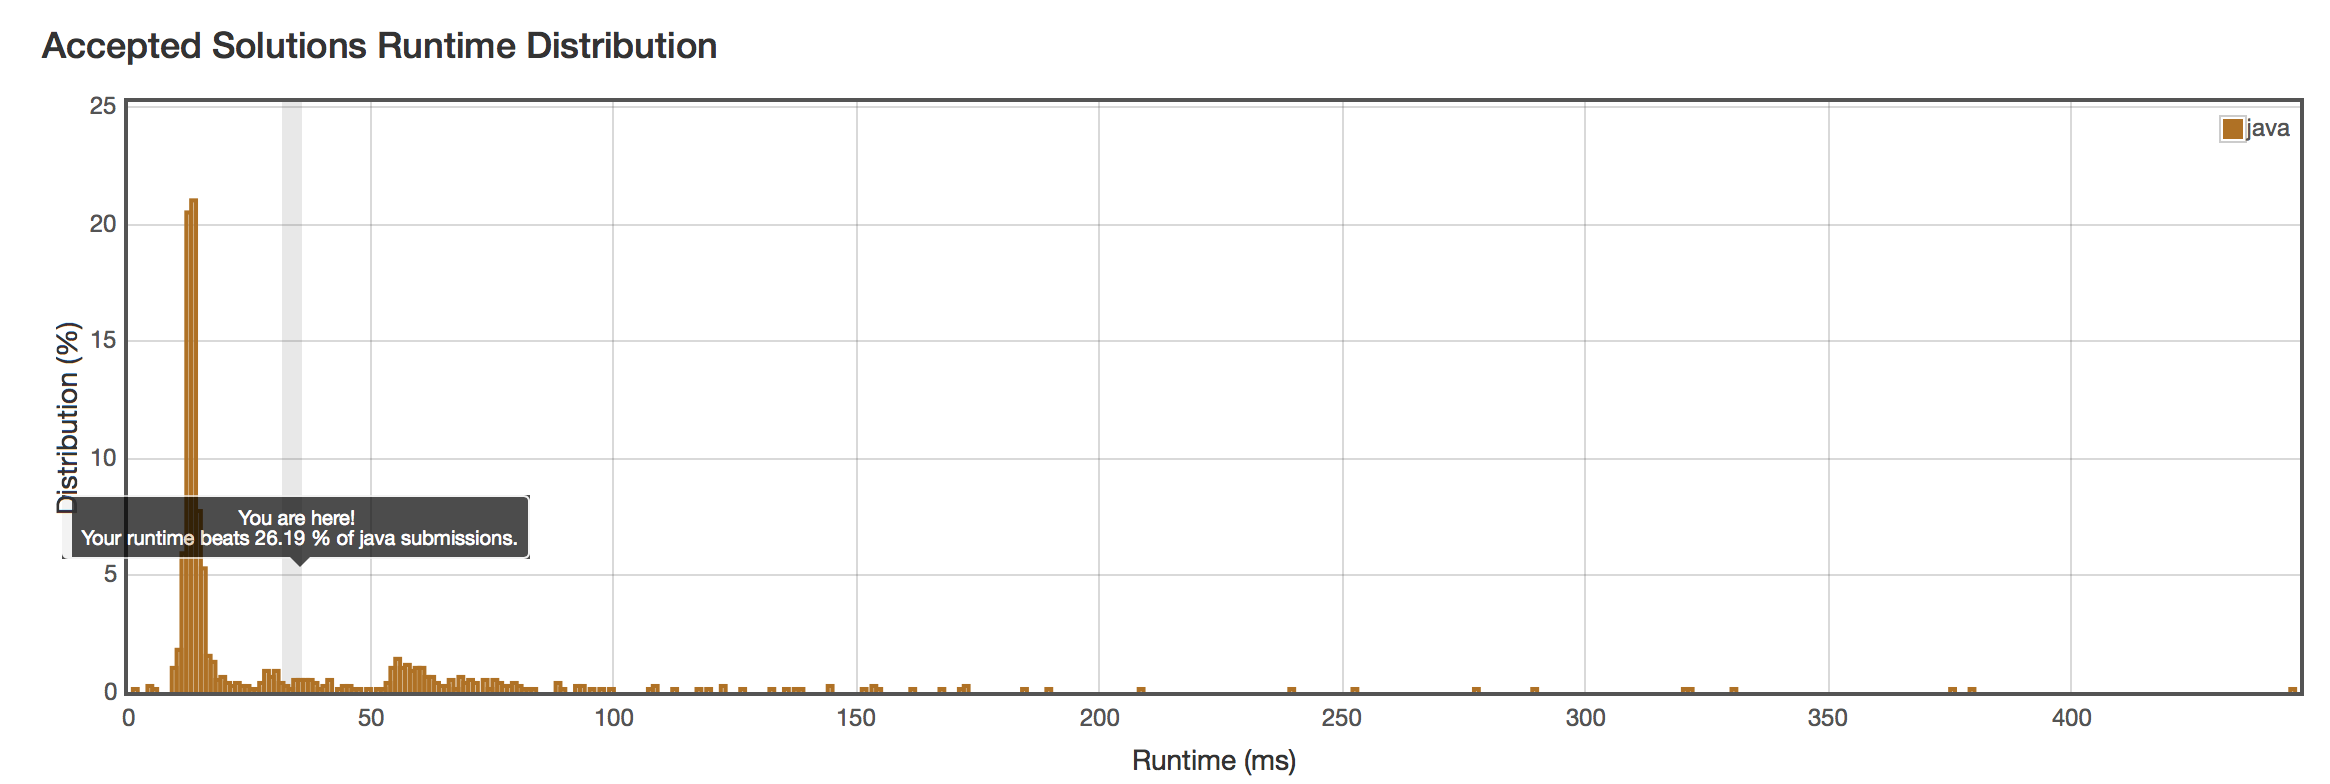 Accepted Solutions Runtime Distribution
25
20
15
10
5
0
Distribution (%)
java
You are here!
Your runtime beats 26.19 % of java submissions.
0 50 100 150 200 250 300 350 400
Runtime (ms)